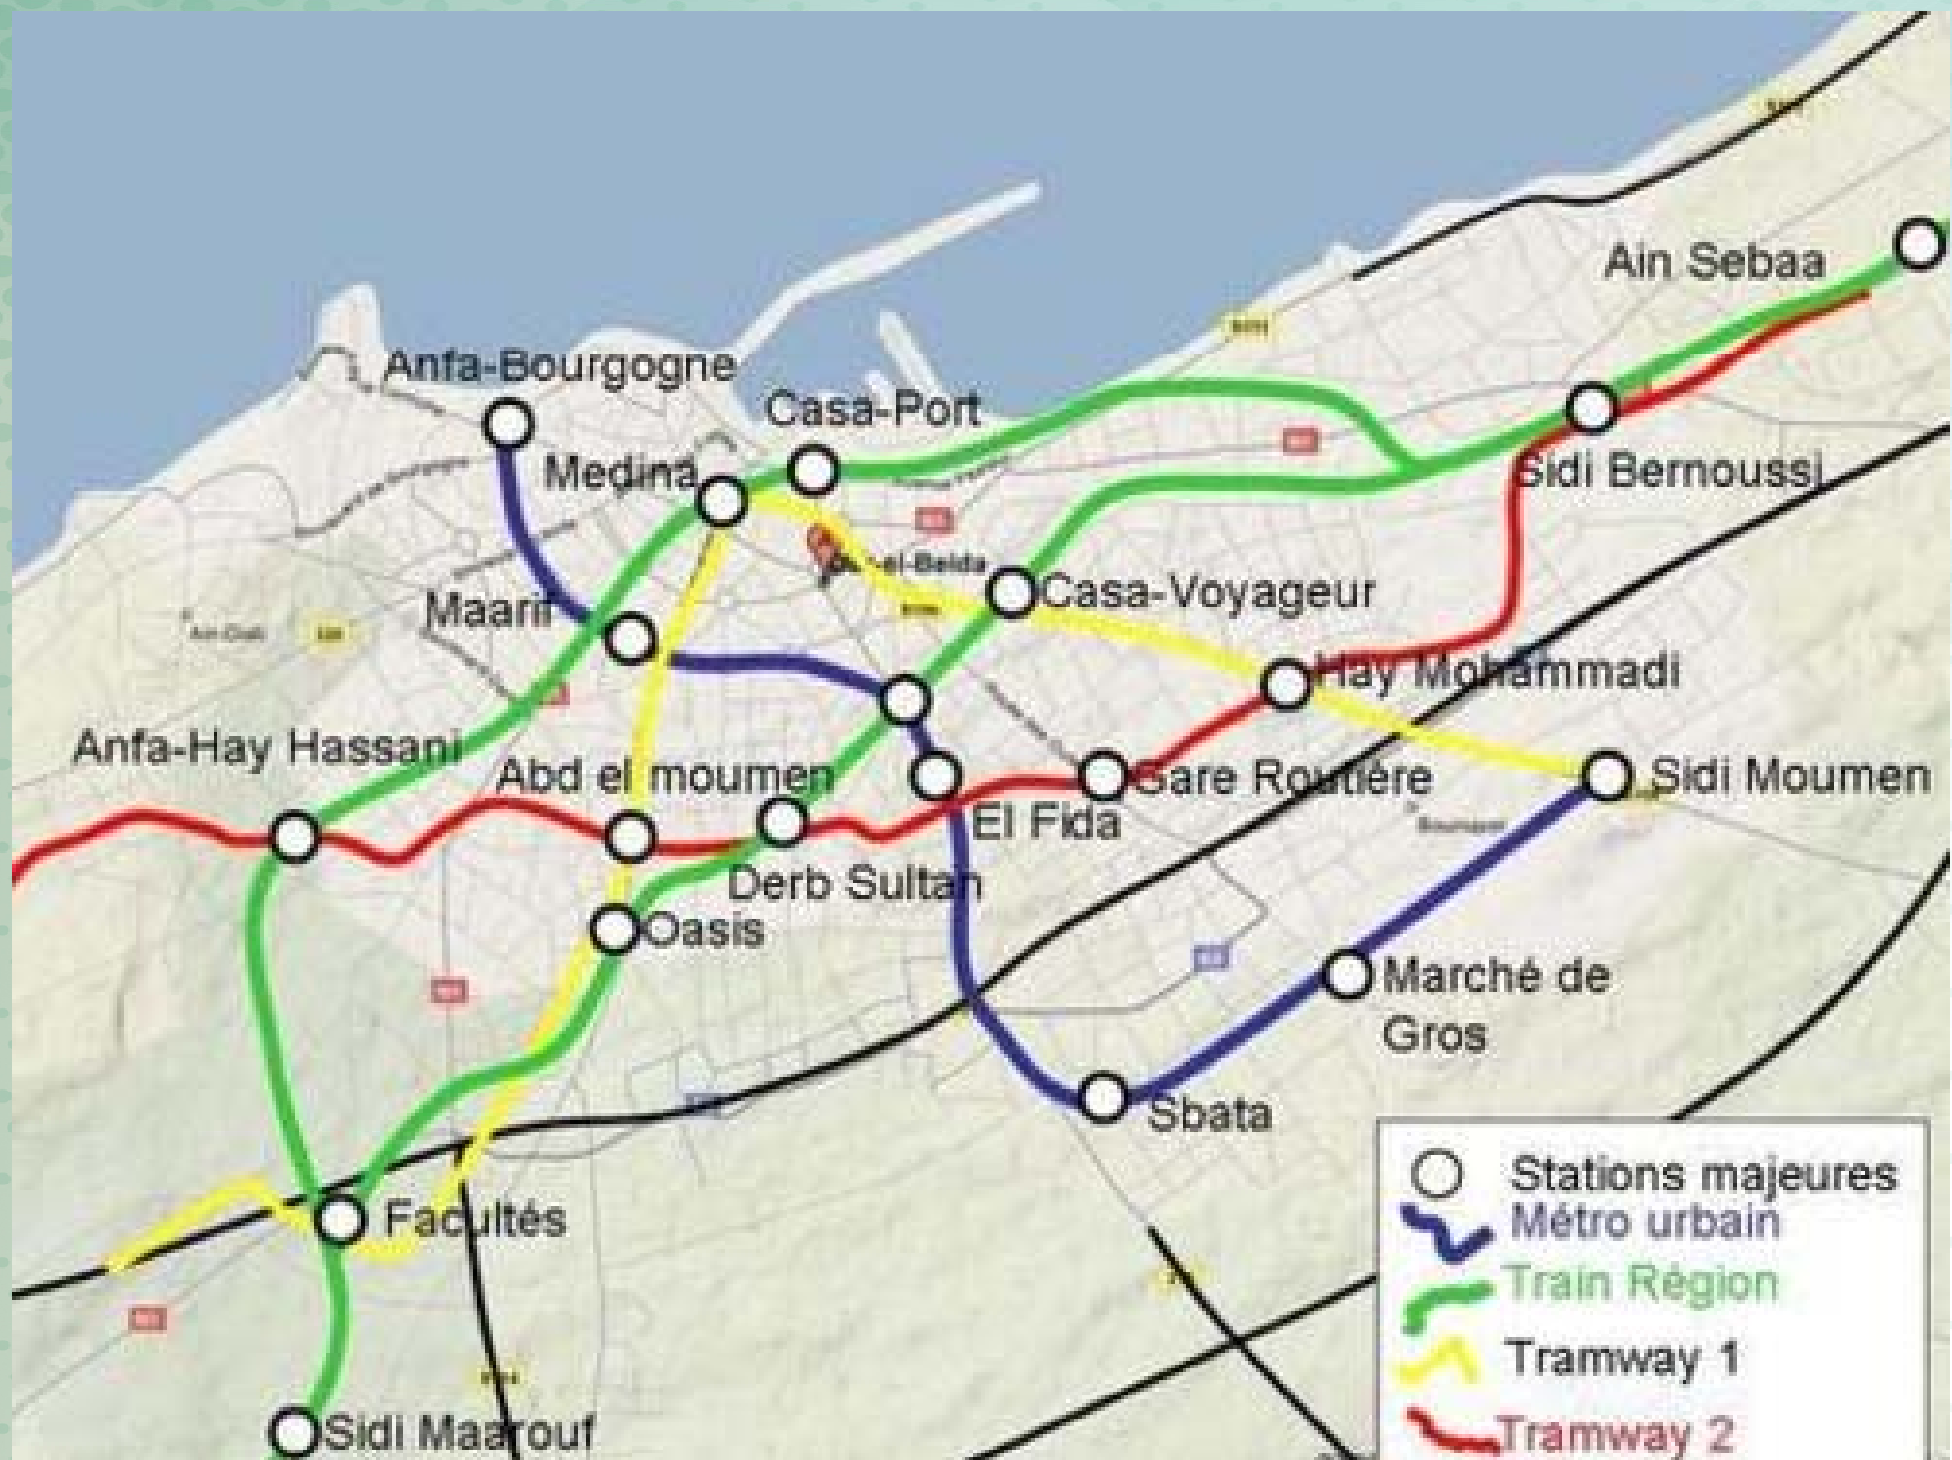 Ain Sebaa
Anfa-Bourgogne
Casa-Port
Medina
Sidi Bernoussi
Casa-Voyageur
Maarif
Hay Mohammadi
Anfa-Hay Hassani
Abd el moumen
Gare Routière
Sidi Moumen
El Fida
Derb Sultan
Oasis
Marché de
Gros
Sbata
Facultés
Sidi Maarouf
Stations majeures
Métro urbain
Train Région
Tramway 1
Tramway 2